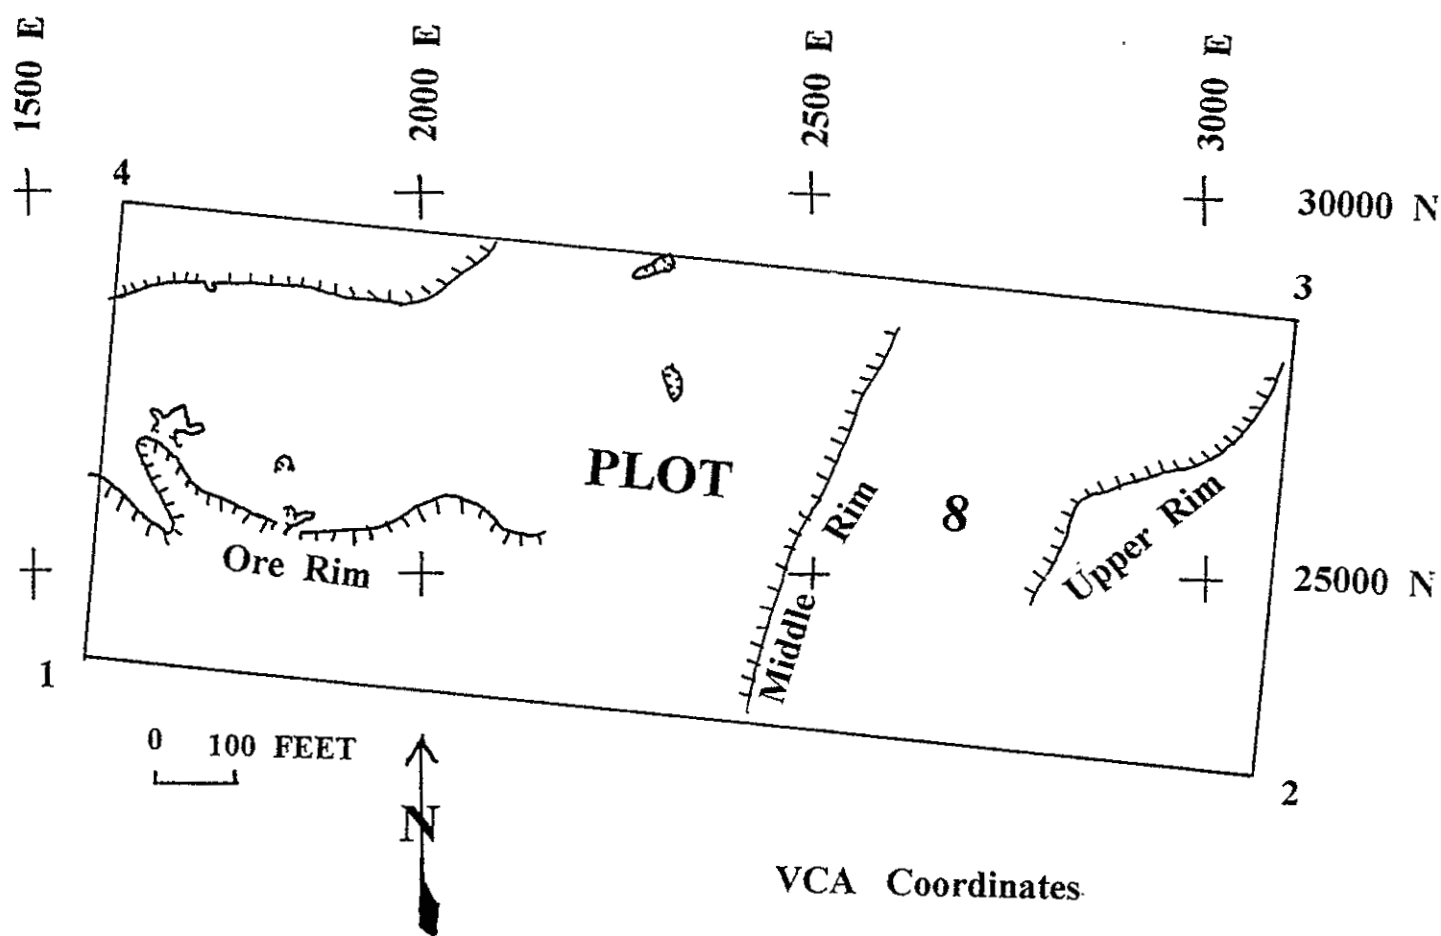 1500 E
2000 E
2500 E
3000 E
4
30000 N
3
PLOT
8
Ore Rim
Middle Rim
Upper Rim
25000 N
1
0 100 FEET
2
N
VCA Coordinates